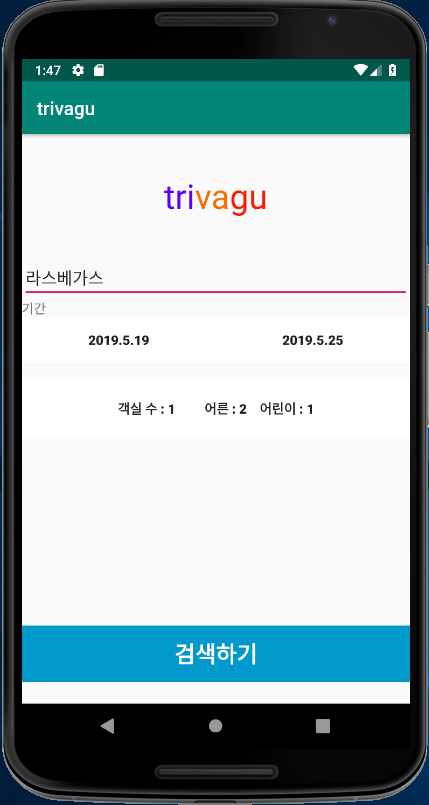 1:47
trivagu
trivagu
라스베가스
기간
2019.5.19 2019.5.25
객실 수 : 1 어른 : 2 어린이 : 1
검색하기